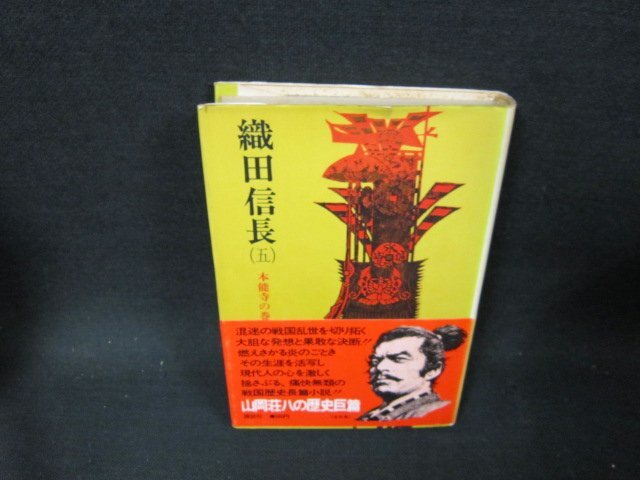 織田信長
(五)
本能寺の巻
混迷の戦国乱世を切り拓く
大胆な発想と果敢な決断!!
燃えさかる炎のごとき
その生涯を活写し
現代人の心を激しく
揺さぶる、痛快無類の
戦国歴史長篇小説!!
山岡荘八の歴史巨篇
講談社